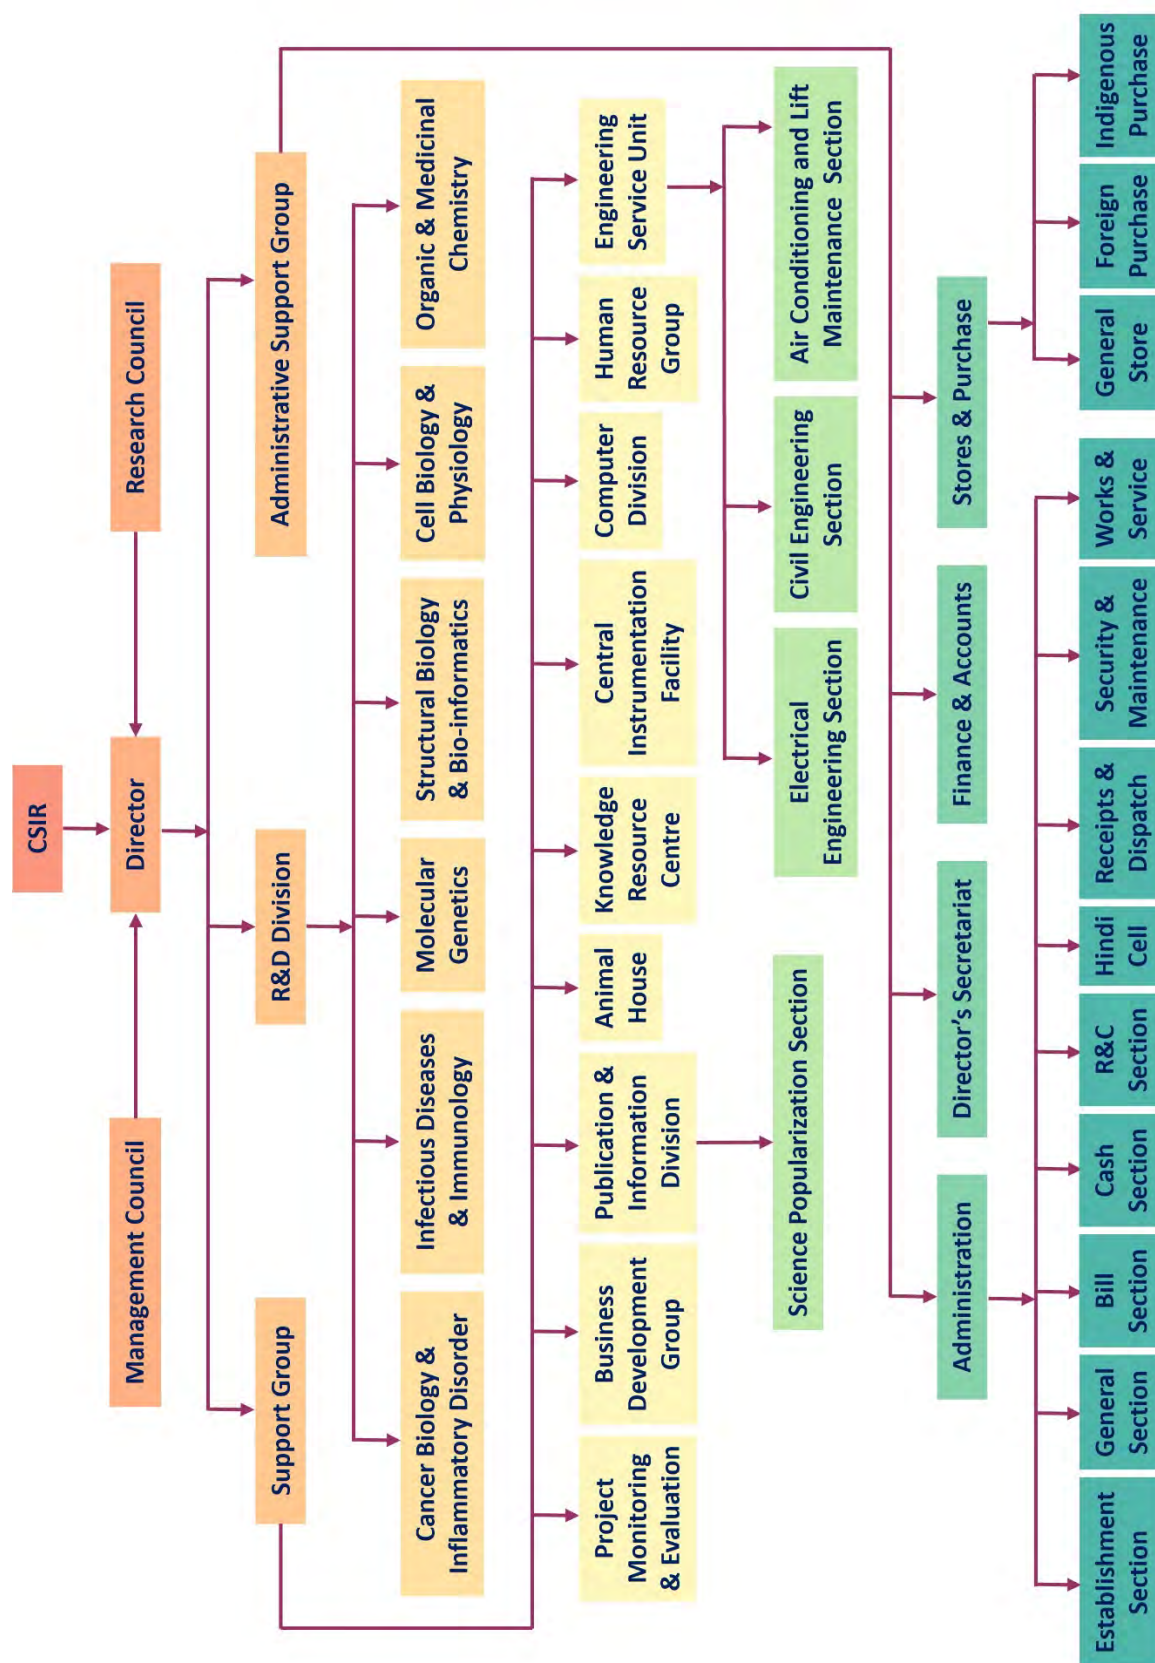 CSIR
Management Council
Director
Research Council
Support Group
R&D Division
Administrative Support Group
Cancer Biology &
Inflammatory Disorder
Infectious Diseases
& Immunology
Molecular
Genetics
Structural Biology
& Bio-informatics
Cell Biology &
Physiology
Organic & Medicinal
Chemistry
Project
Monitoring
& Evaluation
Business
Development
Group
Publication &
Information
Division
Animal
House
Knowledge
Resource
Centre
Central
Instrumentation
Facility
Computer
Division
Human
Resource
Group
Engineering
Service Unit
Science Popularization Section
Electrical
Engineering Section
Civil Engineering
Section
Air Conditioning and Lift
Maintenance Section
Administration
Director’s Secretariat
Finance & Accounts
Stores & Purchase
Establishment
Section
General
Section
Bill
Section
Cash
Section
R&C
Section
Hindi
Cell
Receipts &
Dispatch
Security &
Maintenance
Works &
Service
General
Store
Foreign
Purchase
Indigenous
Purchase